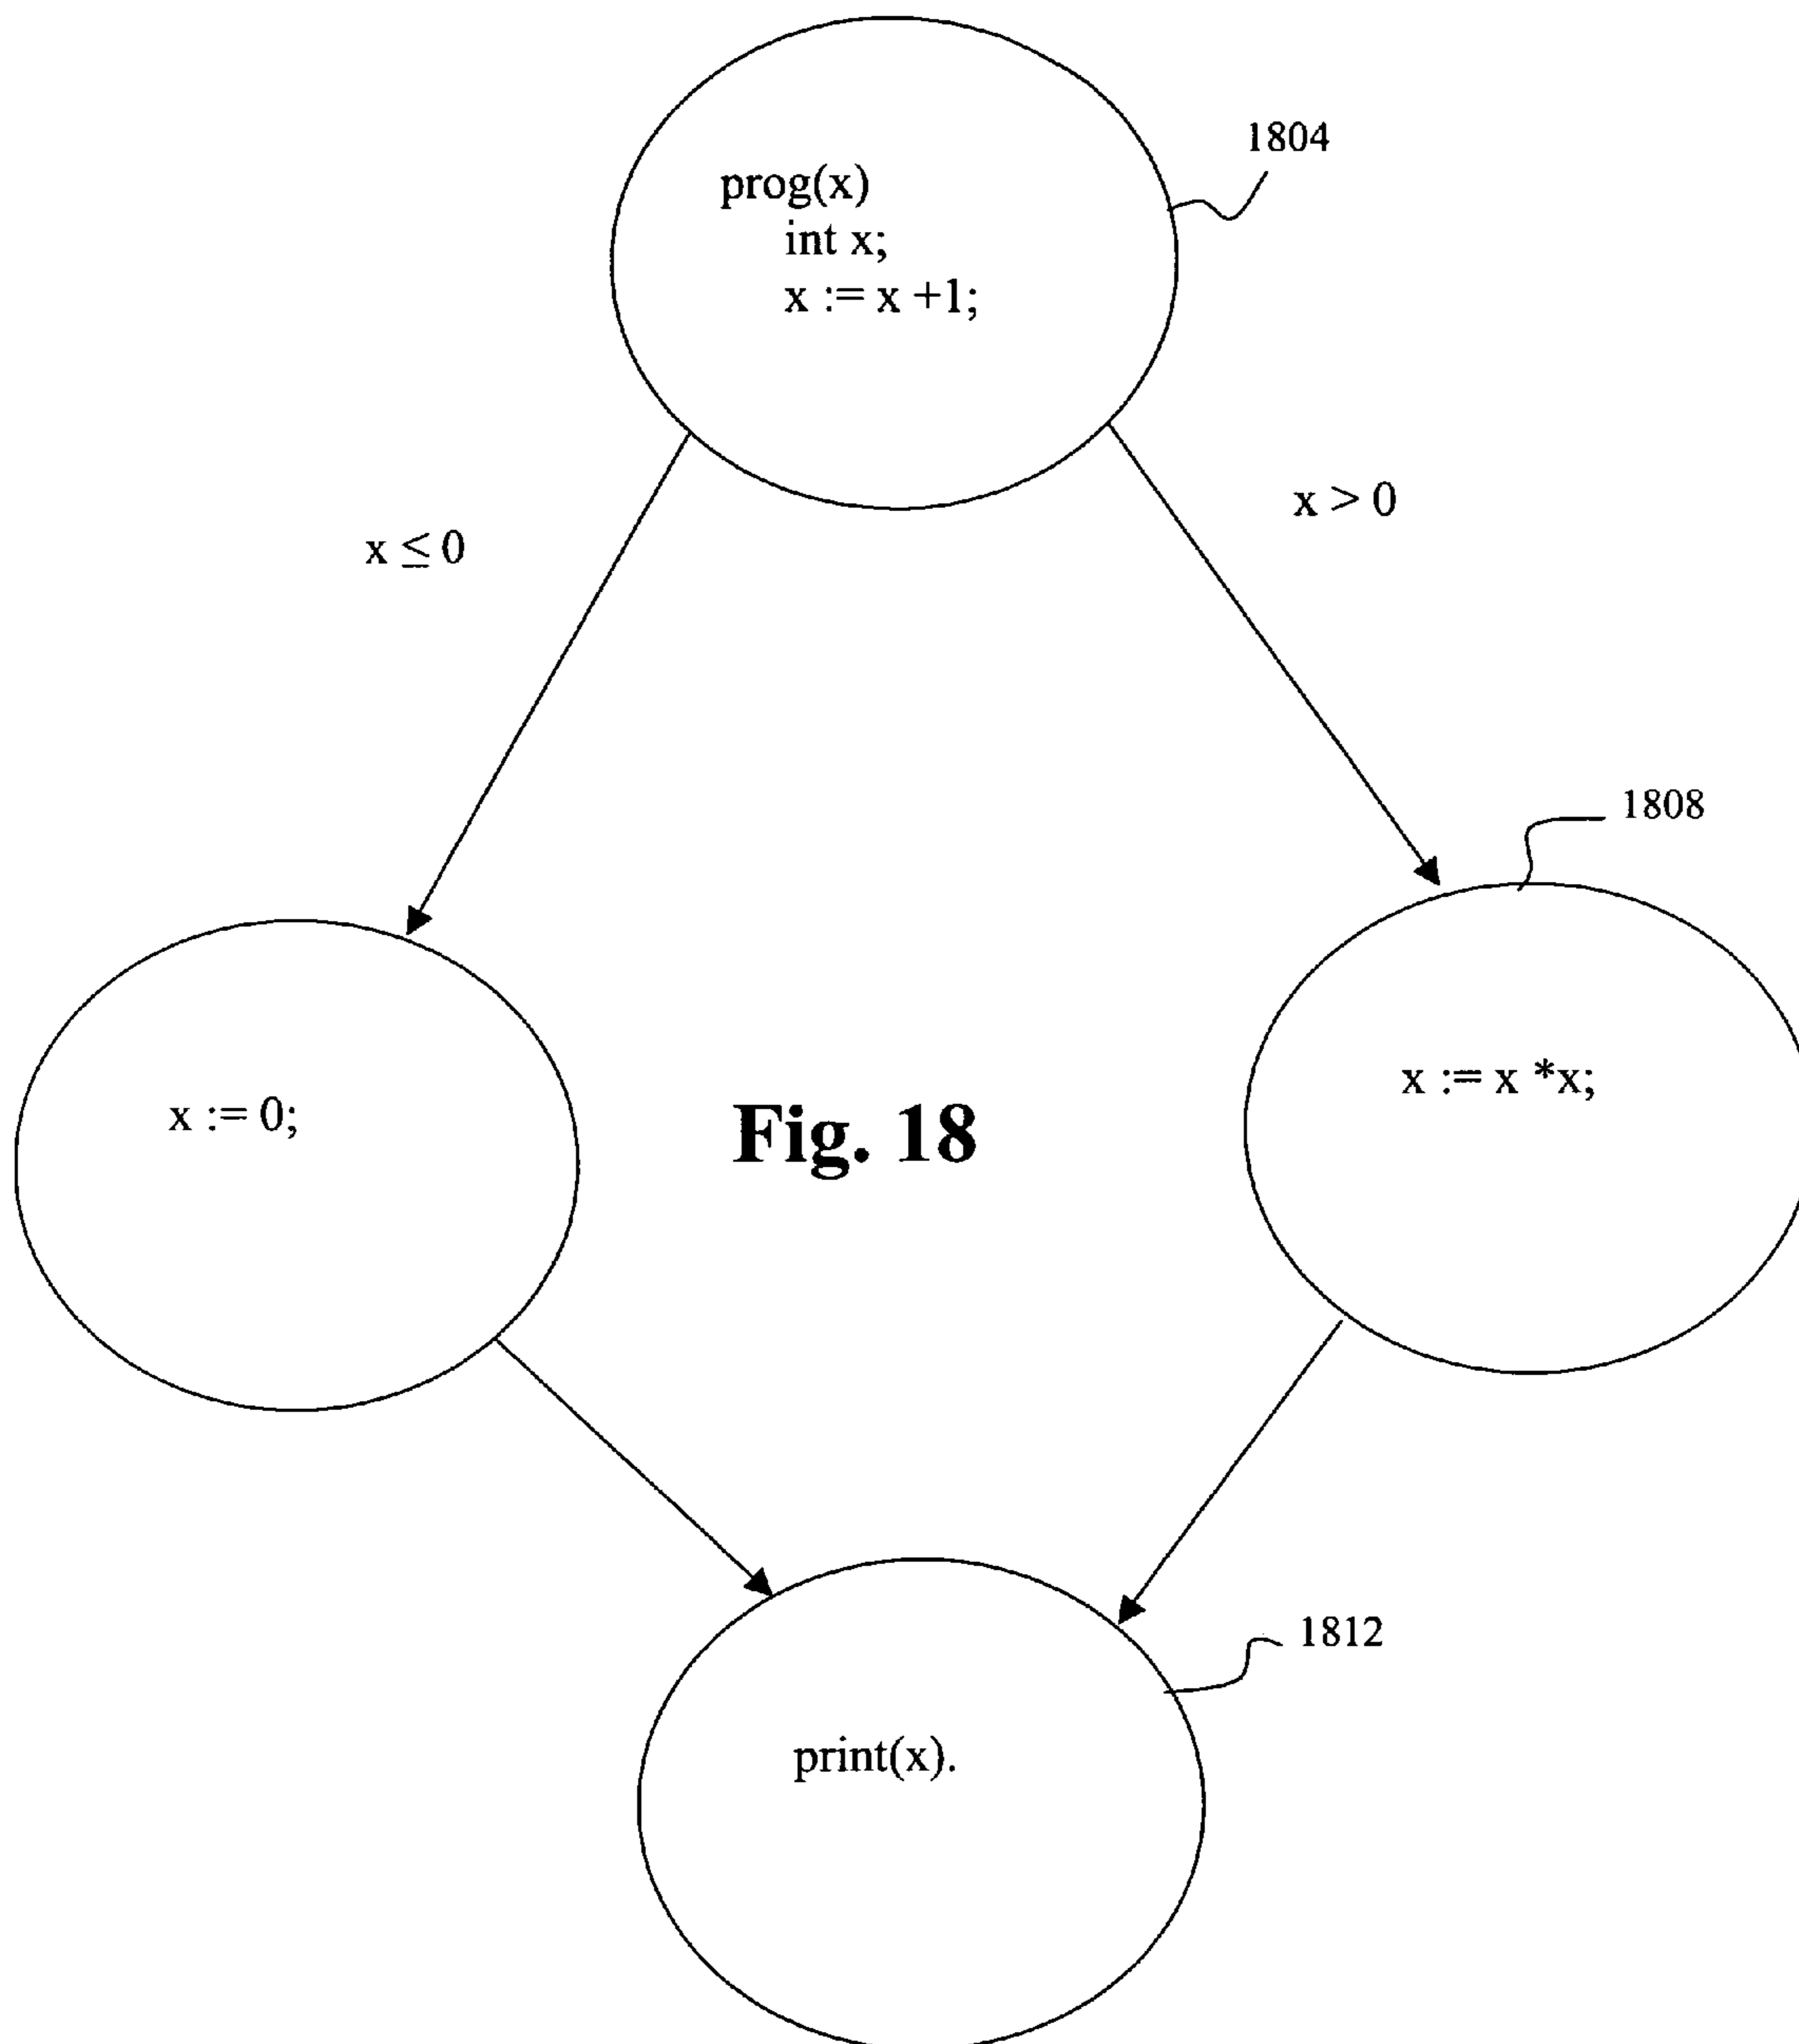 1804
prog(x)
int x;
x := x +1;
x > 0
x ≤ 0
1808
x := x *x;
x := 0;
Fig. 18
1812
print(x).